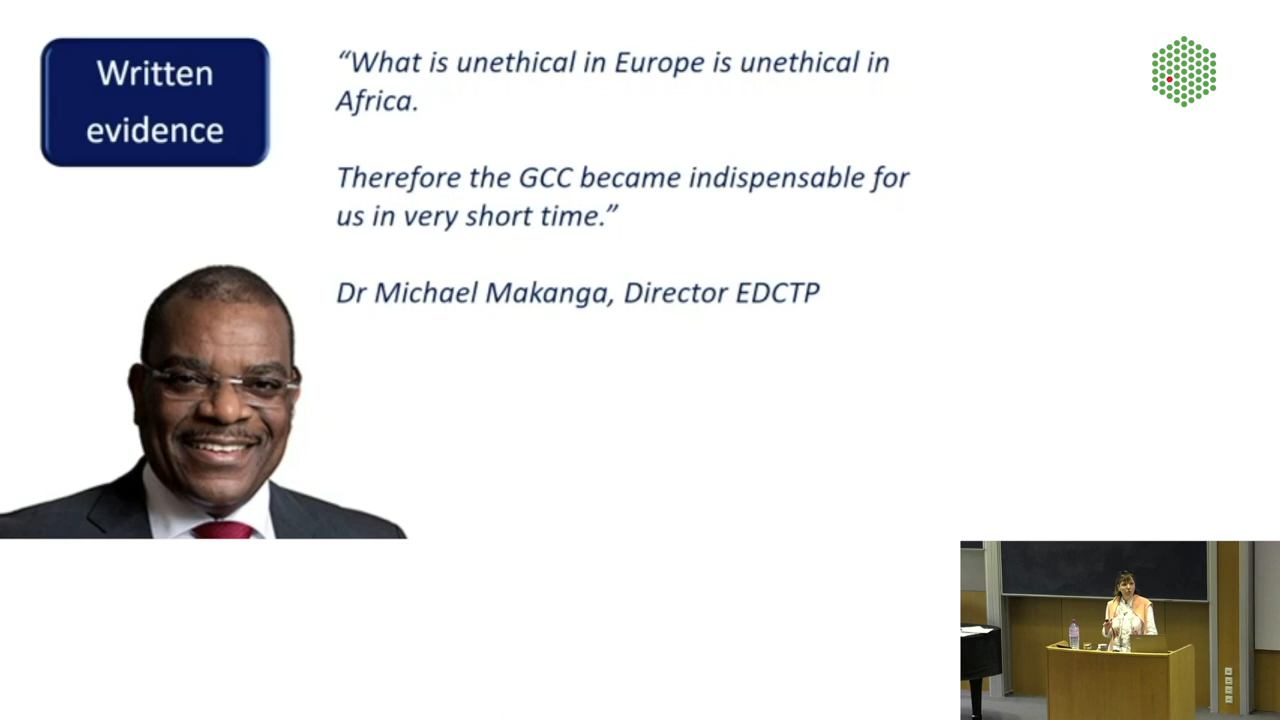 Written
evidence
“What is unethical in Europe is unethical in
Africa.
Therefore the GCC became indispensable for
us in very short time.”
Dr Michael Makanga, Director EDCTP